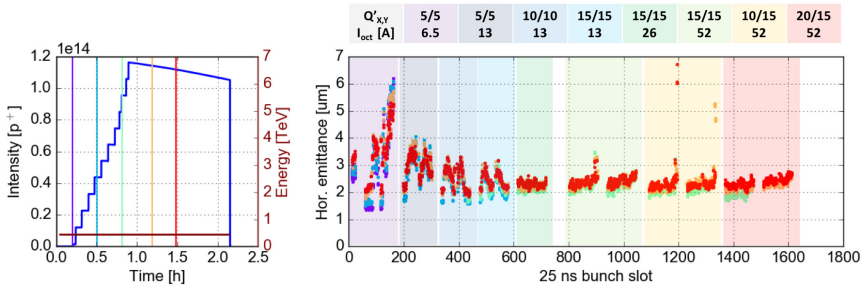 Q'X,Y 5/5 5/5 10/10 15/15 15/15 15/15 10/15 20/15
Ioct [A] 6.5 13 13 13 26 52 52 52
1e14
1.4
1.2
1.0
0.8
0.6
0.4
0.2
0.0
Intensity [p+]
7
6
5
4
3
2
1
0
Energy [TeV]
0.0 0.5 1.0 1.5 2.0 2.5
Time [h]
7
6
5
4
3
2
1
0
Hor. emittance [um]
0 200 400 600 800 1000 1200 1400 1600 1800
25 ns bunch slot